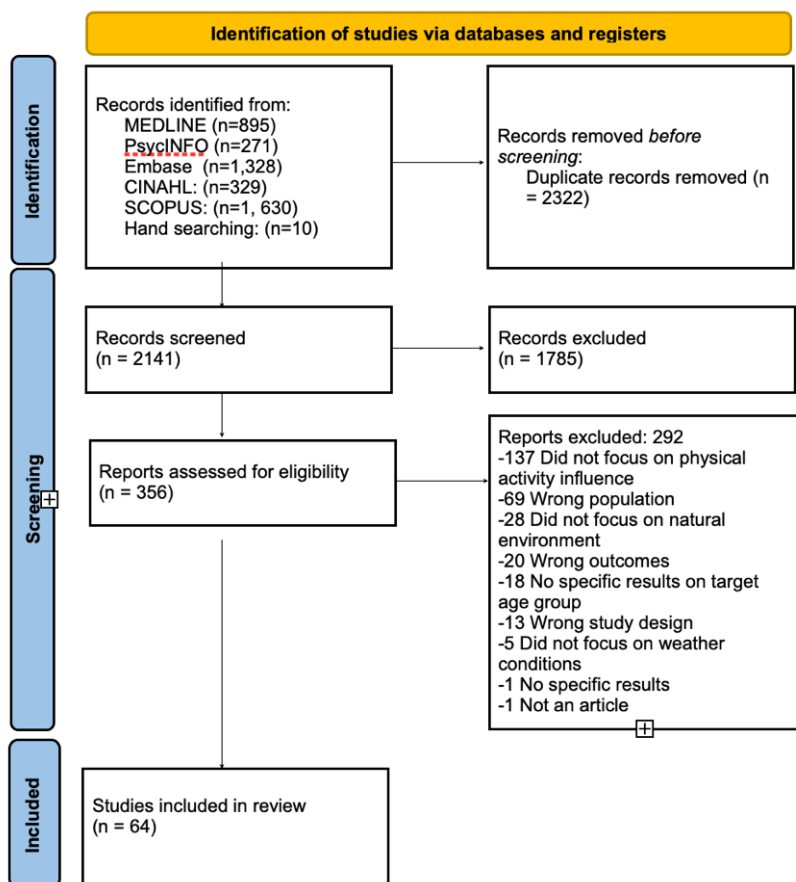 Identification of studies via databases and registers
Identification
Records identified from:
MEDLINE (n=895)
PsycINFO (n=271)
Embase (n=1,328)
CINAHL: (n=329)
SCOPUS: (n=1, 630)
Hand searching: (n=10)
Records removed before
screening:
Duplicate records removed (n
= 2322)
Screening
Records screened
(n = 2141)
Records excluded
(n = 1785)
Reports assessed for eligibility
(n = 356)
Reports excluded: 292
-137 Did not focus on physical
activity influence
-69 Wrong population
-28 Did not focus on natural
environment
-20 Wrong outcomes
-18 No specific results on target
age group
-13 Wrong study design
-5 Did not focus on weather
conditions
-1 No specific results
-1 Not an article
Included
Studies included in review
(n = 64)